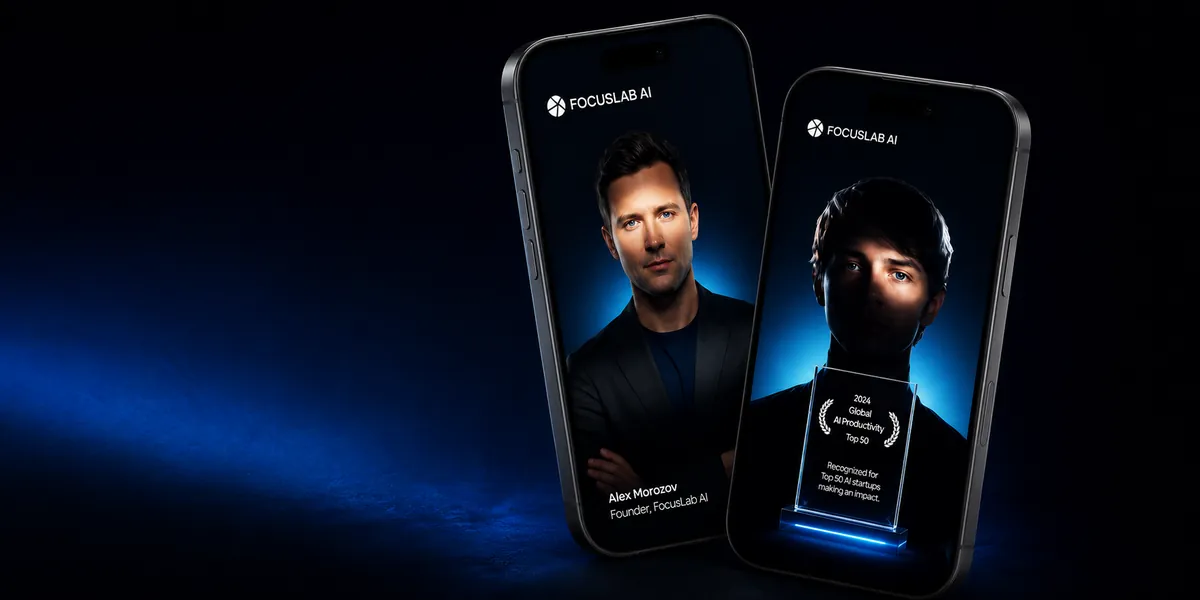 FOCUSLAB AI
Alex Morozov
Founder, FocusLab AI
FOCUSLAB AI
2024
Global
AI Productivity
Top 50
Recognized for
Top 50 AI startups
making an impact.